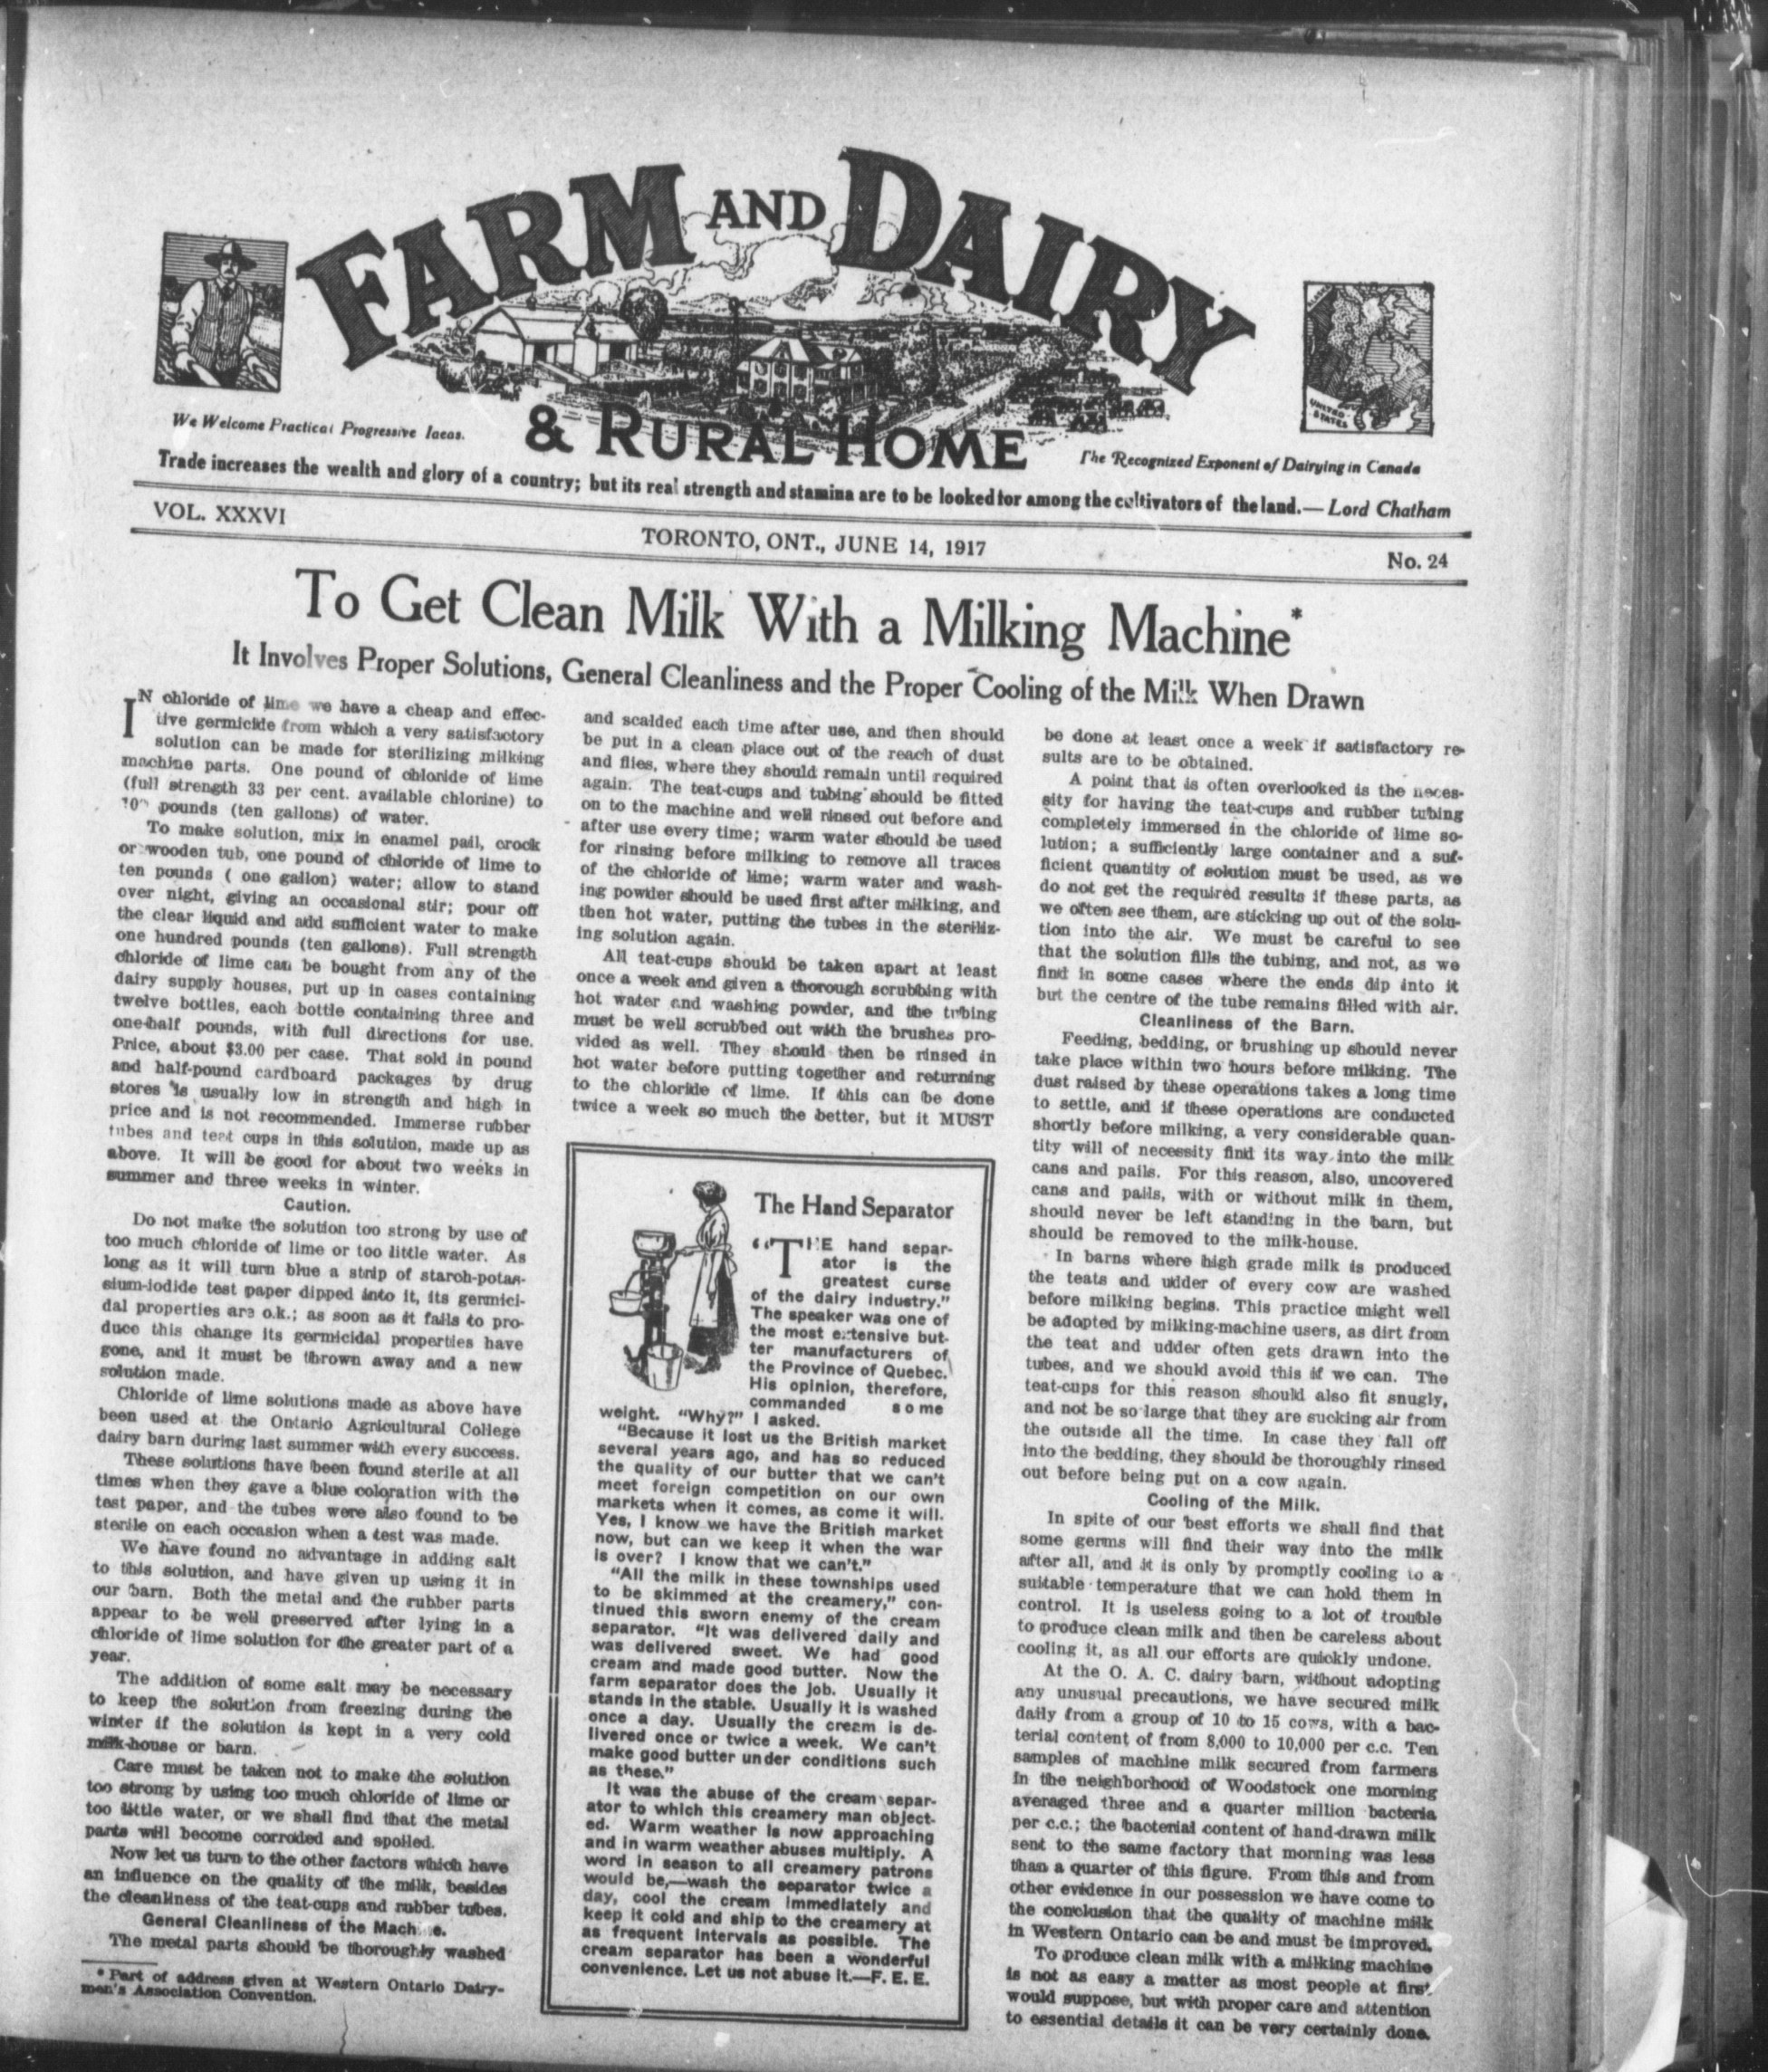 FARM AND DAIRY
& RURAL HOME
We Welcome Practical Progressive Ideas.
The Recognized Exponent of Dairying in Canada
UNITED STATES
Trade increases the wealth and glory of a country; but its real strength and stamina are to be looked for among the cultivators of the land.—Lord Chatham
VOL. XXXVI
TORONTO, ONT., JUNE 14, 1917
No. 24
To Get Clean Milk With a Milking Machine*
It Involves Proper Solutions, General Cleanliness and the Proper Cooling of the Milk When Drawn
IN chloride of lime we have a cheap and effec-
tive germicide from which a very satisfactory
solution can be made for sterilizing milking
machine parts. One pound of chloride of lime
(full strength 33 per cent. available chlorine) to
pounds (ten gallons) of water.
To make solution, mix in enamel pail, crock
or wooden tub, one pound of chloride of lime to
ten pounds ( one gallon) water; allow to stand
over night, giving an occasional stir; pour off
the clear liquid and add sufficient water to make
one hundred pounds (ten gallons). Full strength
chloride of lime can be bought from any of the
dairy supply houses, put up in cases containing
twelve bottles, each bottle containing three and
one-half pounds, with full directions for use.
Price, about $3.00 per case. That sold in pound
and half-pound cardboard packages by drug
stores is usually low in strength and high in
price and is not recommended. Immerse rubber
tubes and teat cups in this solution, made up as
above. It will be good for about two weeks in
summer and three weeks in winter.
Caution.
Do not make the solution too strong by use of
too much chloride of lime or too little water. As
long as it will turn blue a strip of starch-potas-
sium-iodide test paper dipped into it, its germici-
dal properties are o.k.; as soon as it fails to pro-
duce this change its germicidal properties have
gone, and it must be thrown away and a new
solution made.
Chloride of lime solutions made as above have
been used at the Ontario Agricultural College
dairy barn during last summer with every success.
These solutions have been found sterile at all
times when they gave a blue coloration with the
test paper, and the tubes were also found to be
sterile on each occasion when a test was made.
We have found no advantage in adding salt
to this solution, and have given up using it in
our barn. Both the metal and the rubber parts
appear to be well preserved after lying in a
chloride of lime solution for the greater part of a
year.
The addition of some salt may be necessary
to keep the solution from freezing during the
winter if the solution is kept in a very cold
milk-house or barn.
Care must be taken not to make the solution
too strong by using too much chloride of lime or
too little water, or we shall find that the metal
parts will become corroded and spoiled.
Now let us turn to the other factors which have
an influence on the quality of the milk, besides
the cleanliness of the teat-cups and rubber tubes.
General Cleanliness of the Machine.
The metal parts should be thoroughly washed
* Part of address given at Western Ontario Dairy-
men's Association Convention.
and scalded each time after use, and then should
be put in a clean place out of the reach of dust
and flies, where they should remain until required
again. The teat-cups and tubing should be fitted
on to the machine and well rinsed out before and
after use every time; warm water should be used
for rinsing before milking to remove all traces
of the chloride of lime; warm water and wash-
ing powder should be used first after milking, and
then hot water, putting the tubes in the steriliz-
ing solution again.
All teat-cups should be taken apart at least
once a week and given a thorough scrubbing with
hot water and washing powder, and the tubing
must be well scrubbed out with the brushes pro-
vided as well. They should then be rinsed in
hot water before putting together and returning
to the chloride of lime. If this can be done
twice a week so much the better, but it MUST
The Hand Separator
"THE hand separ-
ator is the
greatest curse
of the dairy industry."
The speaker was one of
the most extensive but-
ter manufacturers of
the Province of Quebec.
His opinion, therefore,
commanded some
weight. "Why?" I asked.
"Because it lost us the British market
several years ago, and has so reduced
the quality of our butter that we can't
meet foreign competition on our own
markets when it comes, as come it will.
Yes, I know we have the British market
now, but can we keep it when the war
is over? I know that we can't."
"All the milk in these townships used
to be skimmed at the creamery," con-
tinued this sworn enemy of the cream
separator. "It was delivered daily and
was delivered sweet. We had good
cream and made good butter. Now the
farm separator does the job. Usually it
stands in the stable. Usually it is washed
once a day. Usually the cream is de-
livered once or twice a week. We can't
make good butter under conditions such
as these."
It was the abuse of the cream separ-
ator to which this creamery man object-
ed. Warm weather is now approaching
and in warm weather abuses multiply. A
word in season to all creamery patrons
would be,—wash the separator twice a
day, cool the cream immediately and
keep it cold and ship to the creamery at
as frequent intervals as possible. The
cream separator has been a wonderful
convenience. Let us not abuse it.—F. E. E.
be done at least once a week if satisfactory re-
sults are to be obtained.
A point that is often overlooked is the neces-
sity for having the teat-cups and rubber tubing
completely immersed in the chloride of lime so-
lution; a sufficiently large container and a suf-
ficient quantity of solution must be used, as we
do not get the required results if these parts, as
we often see them, are sticking up out of the solu-
tion into the air. We must be careful to see
that the solution fills the tubing, and not, as we
find in some cases where the ends dip into it
but the centre of the tube remains filled with air.
Cleanliness of the Barn.
Feeding, bedding, or brushing up should never
take place within two hours before milking. The
dust raised by these operations takes a long time
to settle, and if these operations are conducted
shortly before milking, a very considerable quan-
tity will of necessity find its way into the milk
cans and pails. For this reason, also, uncovered
cans and pails, with or without milk in them,
should never be left standing in the barn, but
should be removed to the milk-house.
In barns where high grade milk is produced
the teats and udder of every cow are washed
before milking begins. This practice might well
be adopted by milking-machine users, as dirt from
the teat and udder often gets drawn into the
tubes, and we should avoid this if we can. The
teat-cups for this reason should also fit snugly,
and not be so large that they are sucking air from
the outside all the time. In case they fall off
into the bedding, they should be thoroughly rinsed
out before being put on a cow again.
Cooling of the Milk.
In spite of our best efforts we shall find that
some germs will find their way into the milk
after all, and it is only by promptly cooling to a
suitable temperature that we can hold them in
control. It is useless going to a lot of trouble
to produce clean milk and then be careless about
cooling it, as all our efforts are quickly undone.
At the O. A. C. dairy barn, without adopting
any unusual precautions, we have secured milk
daily from a group of 10 to 15 cows, with a bac-
terial content of from 8,000 to 10,000 per c.c. Ten
samples of machine milk secured from farmers
in the neighborhood of Woodstock one morning
averaged three and a quarter million bacteria
per c.c.; the bacterial content of hand-drawn milk
sent to the same factory that morning was less
than a quarter of this figure. From this and from
other evidence in our possession we have come to
the conclusion that the quality of machine milk
in Western Ontario can be and must be improved.
To produce clean milk with a milking machine
is not as easy a matter as most people at first
would suppose, but with proper care and attention
to essential details it can be very certainly done.